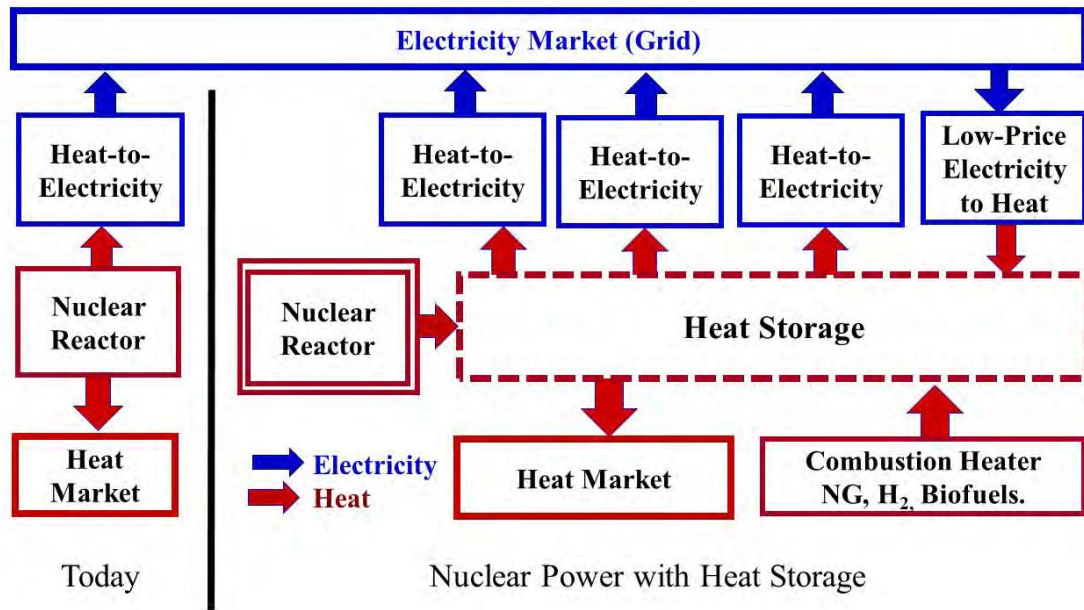 Electricity Market (Grid)
Heat-to-
Electricity
Nuclear
Reactor
Heat
Market
Today
Heat-to-
Electricity
Heat-to-
Electricity
Heat-to-
Electricity
Low-Price
Electricity
to Heat
Nuclear
Reactor
Heat Storage
Electricity
Heat
Heat Market
Combustion Heater
NG, H₂, Biofuels.
Nuclear Power with Heat Storage